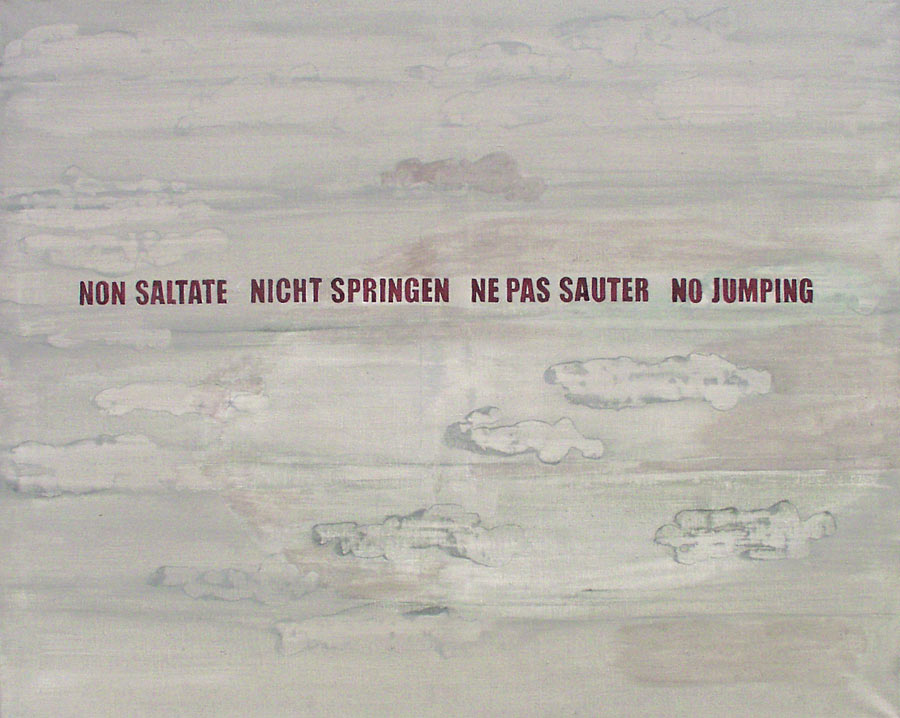 NON SALTATE NICHT SPRINGEN NE PAS SAUTER NO JUMPING